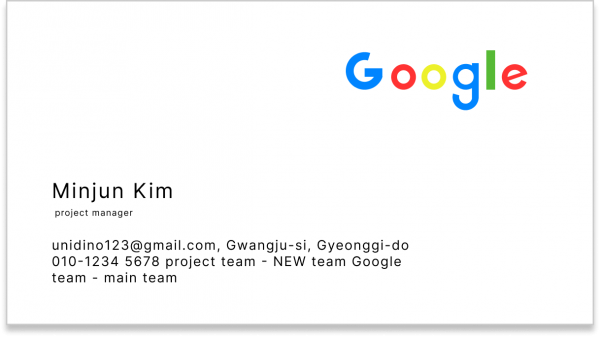 Google
Minjun Kim
project manager
unidino123@gmail.com, Gwangju-si, Gyeonggi-do
010-1234 5678 project team - NEW team Google
team - main team